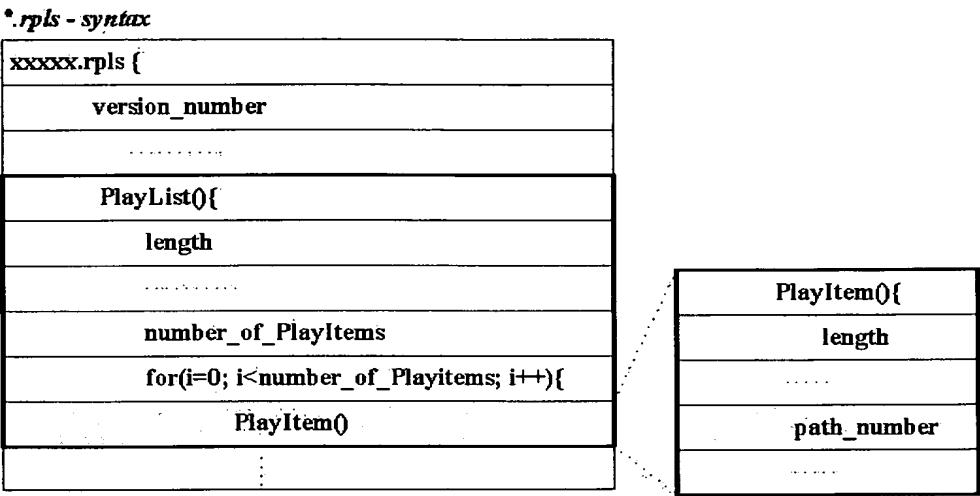 *.rpls - syntax
xxxxx.rpls {
version_number
..........
PlayList(){
length
..........
number_of_PlayItems
for(i=0; i<number_of_Playitems; i++){
PlayItem()
PlayItem(){
length
.....
path_number
......